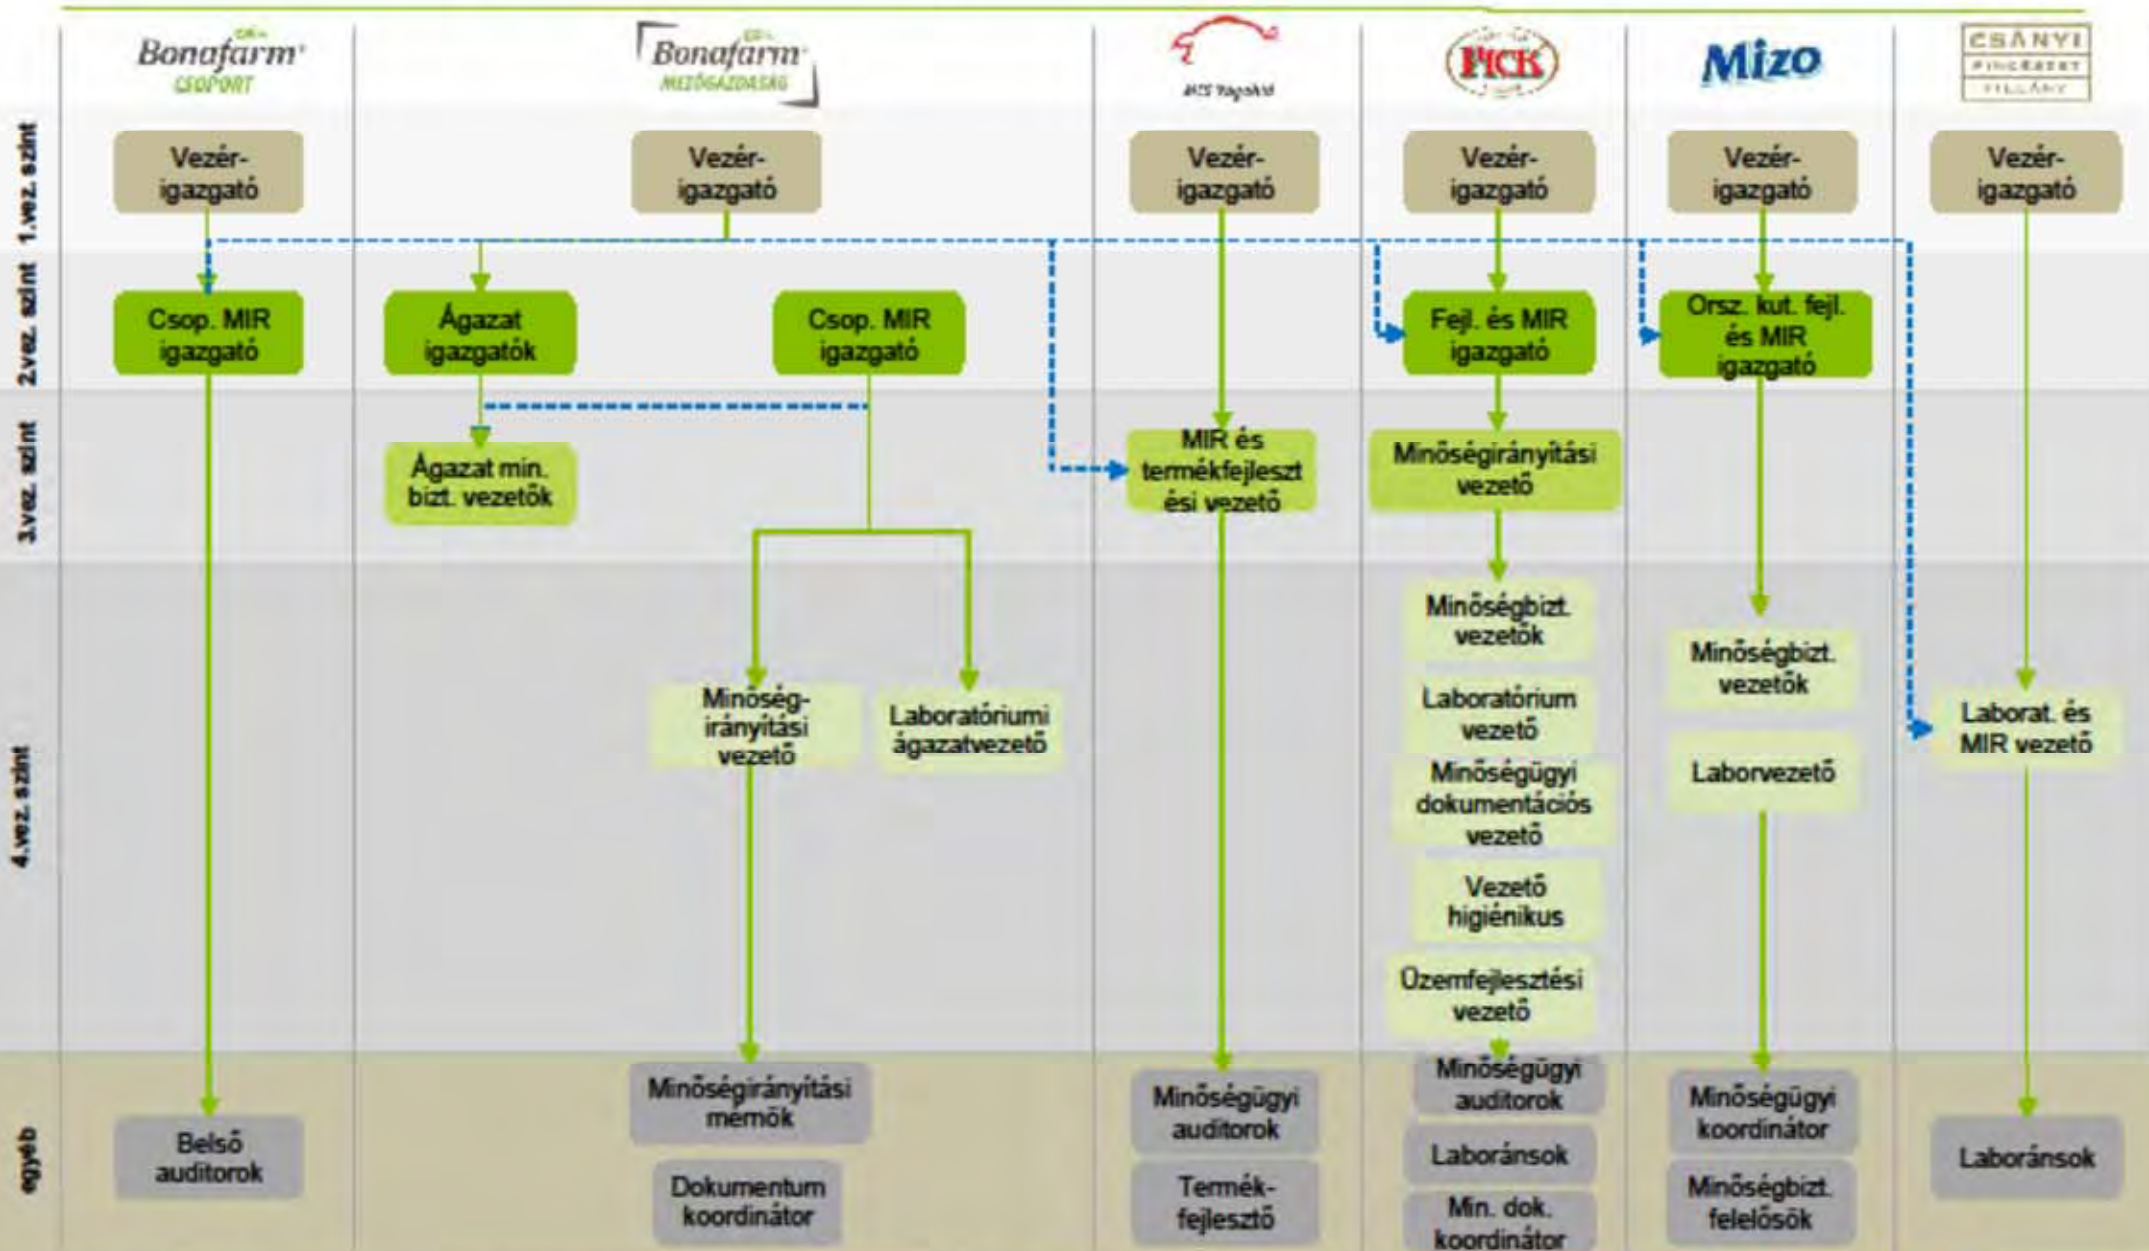 Bonafarm
CSOPORT
Bonafarm
MEZŐGAZDASÁG
MCS Vágóhíd
PICK
Mizo
CSÁNYI
PINCÉSZET
VILLÁNY
1.vez. szint
Vezér-
igazgató
Vezér-
igazgató
Vezér-
igazgató
Vezér-
igazgató
Vezér-
igazgató
Vezér-
igazgató
2.vez. szint
Csop. MIR
igazgató
Ágazat
igazgatók
Csop. MIR
igazgató
Fejl. és MIR
igazgató
Orsz. kut. fejl.
és MIR
igazgató
3.vez. szint
Ágazat min.
bizt. vezetők
MIR és
termékfejleszt
ési vezető
Minőségirányítási
vezető
4.vez. szint
Minőség-
irányítási
vezető
Laboratóriumi
ágazatvezető
Minőségbizt.
vezetők
Laboratórium
vezető
Minőségügyi
dokumentációs
vezető
Vezető
higiénikus
Üzemfejlesztési
vezető
Minőségbizt.
vezetők
Laborvezető
Laborat. és
MIR vezető
egyéb
Belső
auditorok
Minőségirányítási
mérnök
Dokumentum
koordinátor
Minőségügyi
auditorok
Termék-
fejlesztő
Minőségügyi
auditorok
Laboránsok
Min. dok.
koordinátor
Minőségügyi
koordinátor
Minőségbizt.
felelősök
Laboránsok